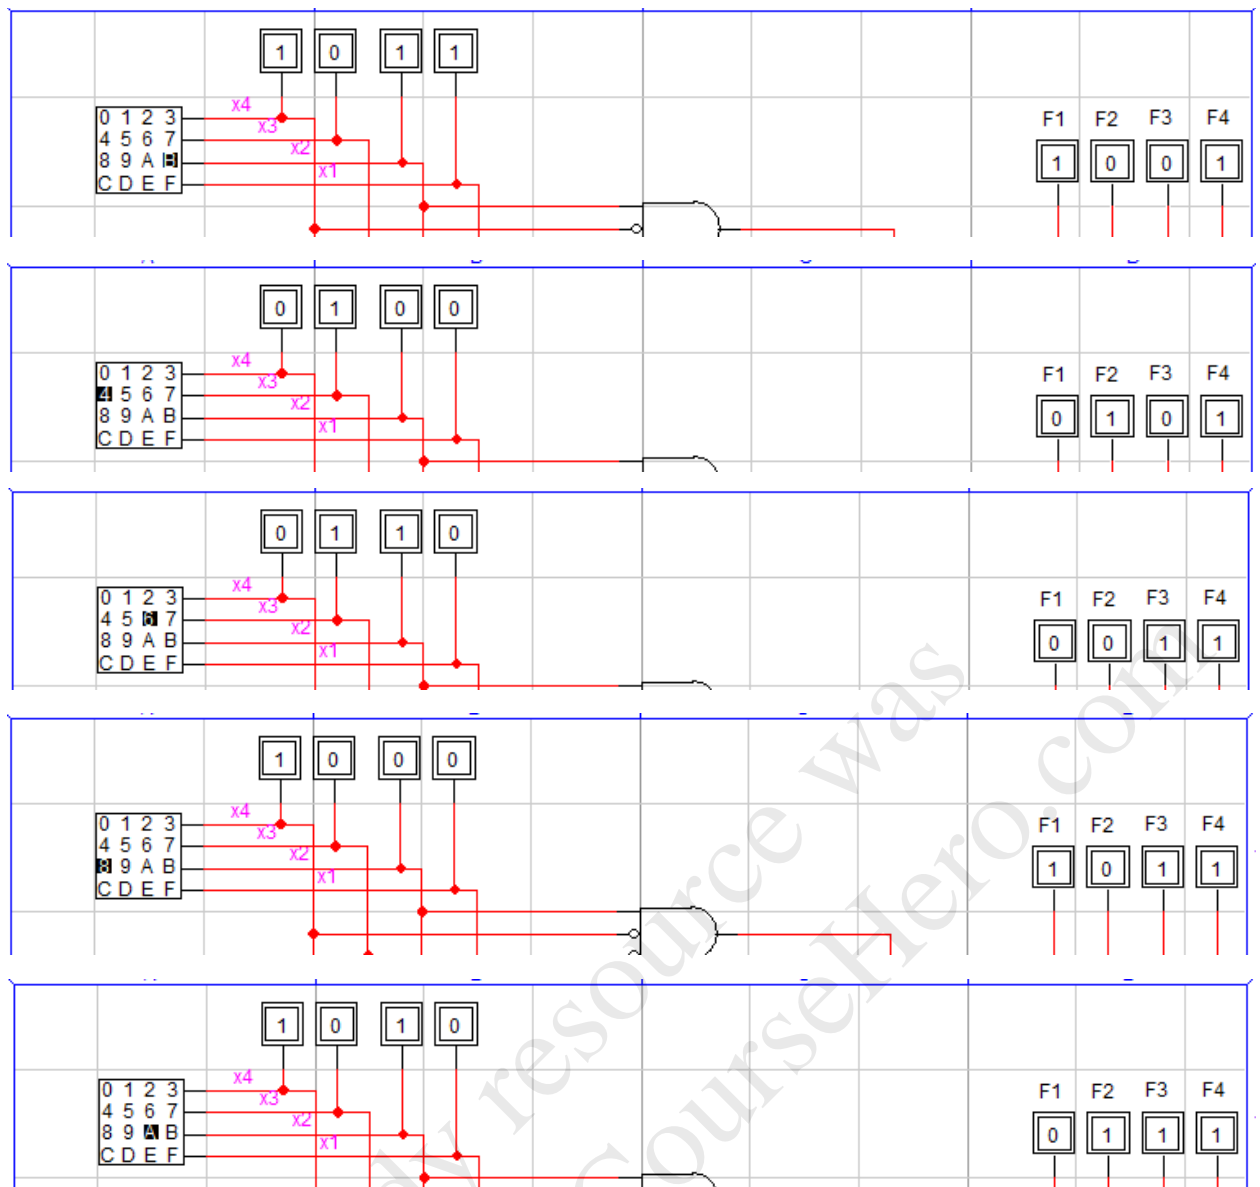 1 0 1 1
x4
0 1 2 3
x3
F1 F2 F3 F4
4 5 6 7
x2
1 0 0 1
8 9 A B
x1
C D E F
0 1 0 0
x4
0 1 2 3
x3
F1 F2 F3 F4
4 5 6 7
x2
0 1 0 1
8 9 A B
x1
C D E F
0 1 1 0
x4
0 1 2 3
x3
F1 F2 F3 F4
4 5 6 7
x2
0 0 1 1
8 9 A B
x1
C D E F
1 0 0 0
x4
0 1 2 3
x3
F1 F2 F3 F4
4 5 6 7
x2
1 0 1 1
8 9 A B
x1
C D E F
1 0 1 0
x4
0 1 2 3
x3
F1 F2 F3 F4
4 5 6 7
x2
0 1 1 1
8 9 A B
x1
C D E F
resource was
CourseHero.com